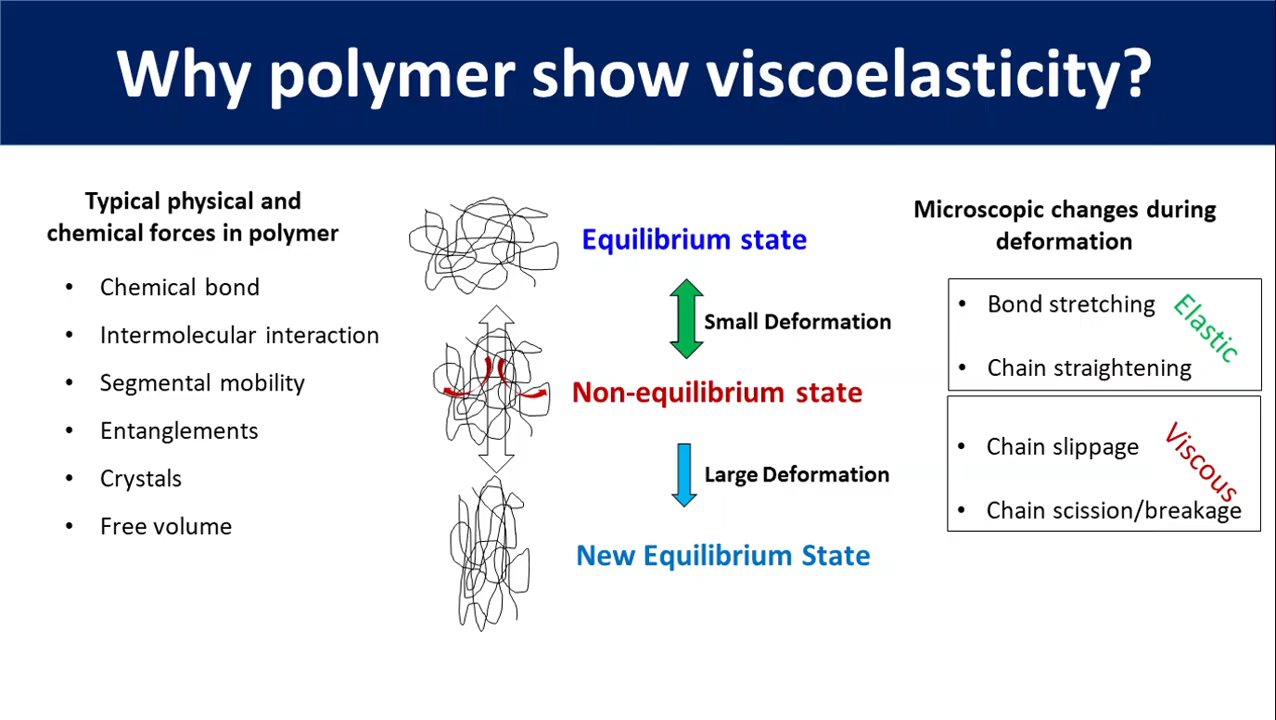 Why polymer show viscoelasticity?
Typical physical and
chemical forces in polymer
• Chemical bond
• Intermolecular interaction
• Segmental mobility
• Entanglements
• Crystals
• Free volume
Equilibrium state
Small Deformation
Non-equilibrium state
Large Deformation
New Equilibrium State
Microscopic changes during
deformation
• Bond stretching
• Chain straightening
Elastic
• Chain slippage
• Chain scission/breakage
Viscous